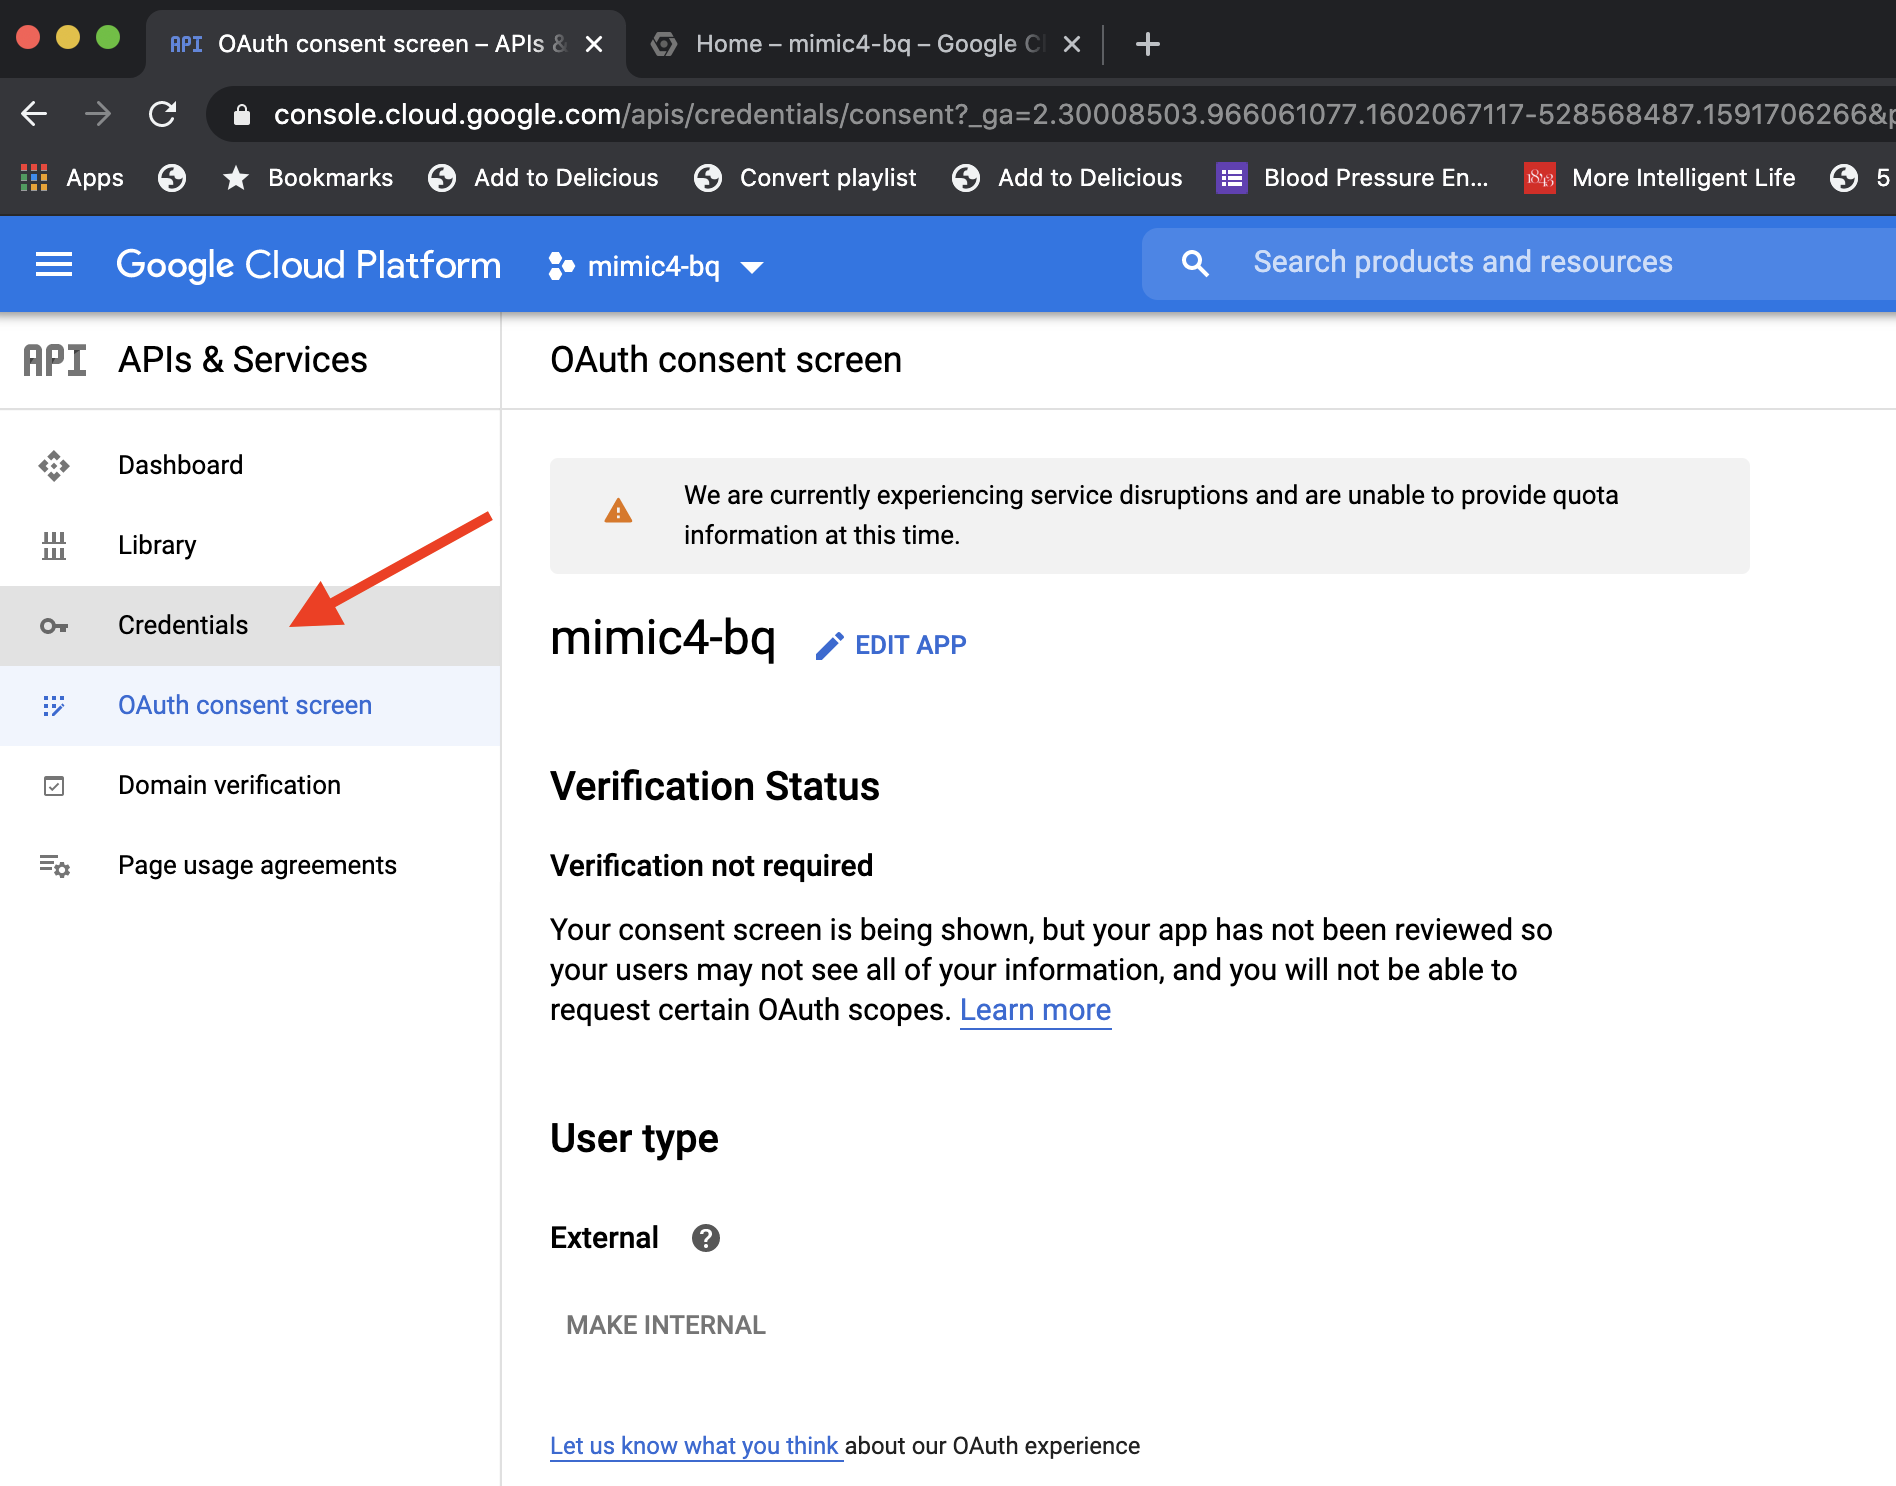 API OAuth consent screen – APIs &
Home – mimic4-bq – Google
console.cloud.google.com/apis/credentials/consent?_ga=2.30008503.966061077.1602067117-528568487.1591706266&
Apps Bookmarks Add to Delicious Convert playlist Add to Delicious Blood Pressure En... 1843 More Intelligent Life 5
Google Cloud Platform mimic4-bq Search products and resources
API APIs & Services
OAuth consent screen
Dashboard
Library
Credentials
OAuth consent screen
Domain verification
Page usage agreements
We are currently experiencing service disruptions and are unable to provide quota
information at this time.
mimic4-bq EDIT APP
Verification Status
Verification not required
Your consent screen is being shown, but your app has not been reviewed so
your users may not see all of your information, and you will not be able to
request certain OAuth scopes. Learn more
User type
External ?
MAKE INTERNAL
Let us know what you think about our OAuth experience